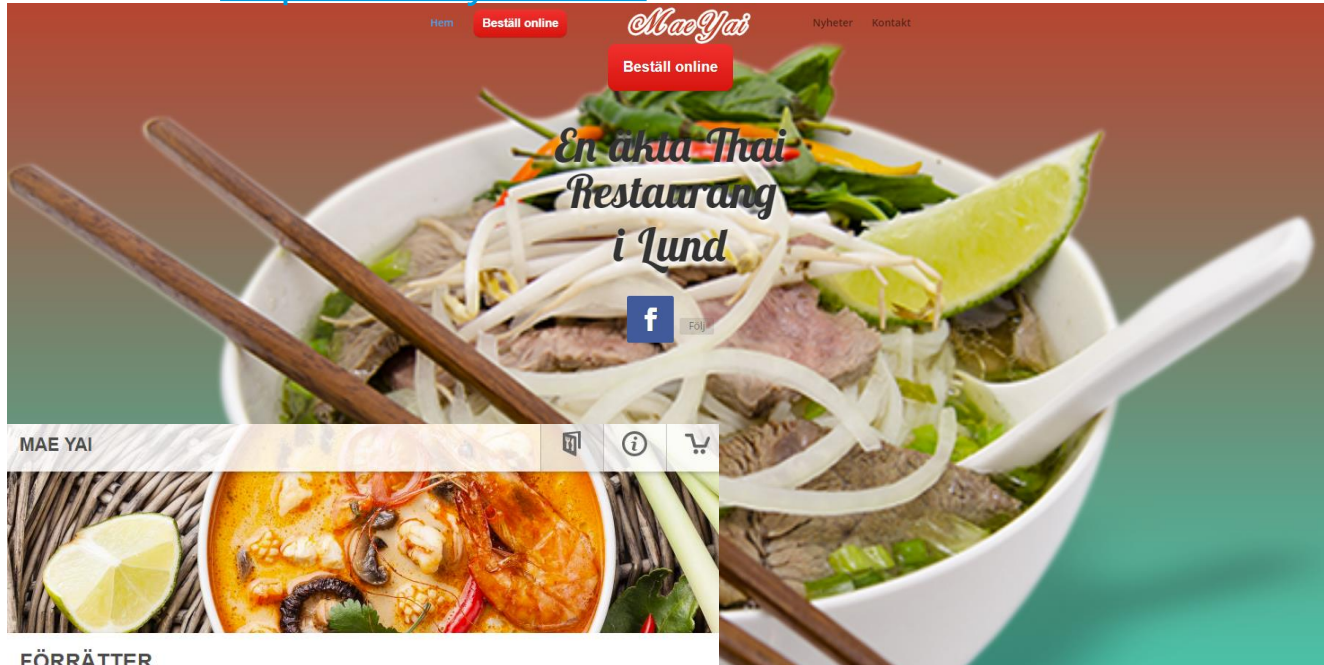 Hem
Beställ online
MaeYai
Nyheter
Kontakt
Beställ online
En äkta Thai
Restaurang
i Lund
f
Följ
MAE YAI
i
FÖRRÄTTER